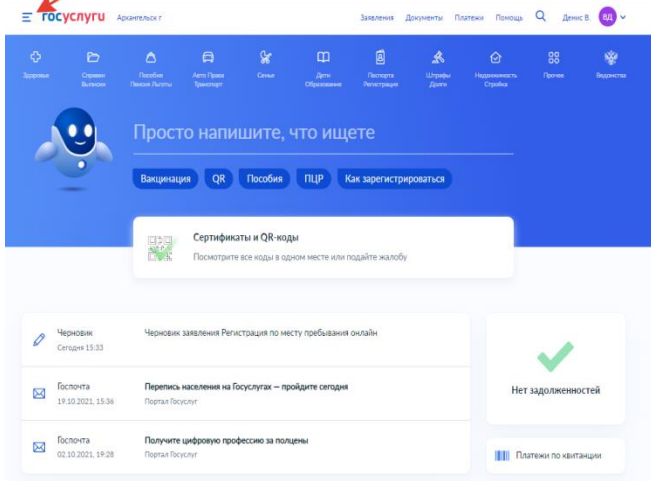 госуслуги Архангельск г Заявления Документы Платежи Помощь Денис В. ВД
Здоровье
Справки
Выписки
Пособия
Пенсия Льготы
Авто Права
Транспорт
Семья
Дети
Образование
Паспорта
Регистрация
Штрафы
Долги
Недвижимость
Стройка
Прочее
Ведомства
Просто напишите, что ищете
Вакцинация QR Пособия ПЦР Как зарегистрироваться
Сертификаты и QR-коды
Посмотрите все коды в одном месте или подайте жалобу
Черновик Черновик заявления Регистрация по месту пребывания онлайн
Сегодня 15:33
Госпочта Перепись населения на Госуслугах — пройдите сегодня
19.10.2021, 15:36 Портал Госуслуг
Госпочта Получите цифровую профессию за полцены
02.10.2021, 19:28 Портал Госуслуг
Нет задолженностей
Платежи по квитанции